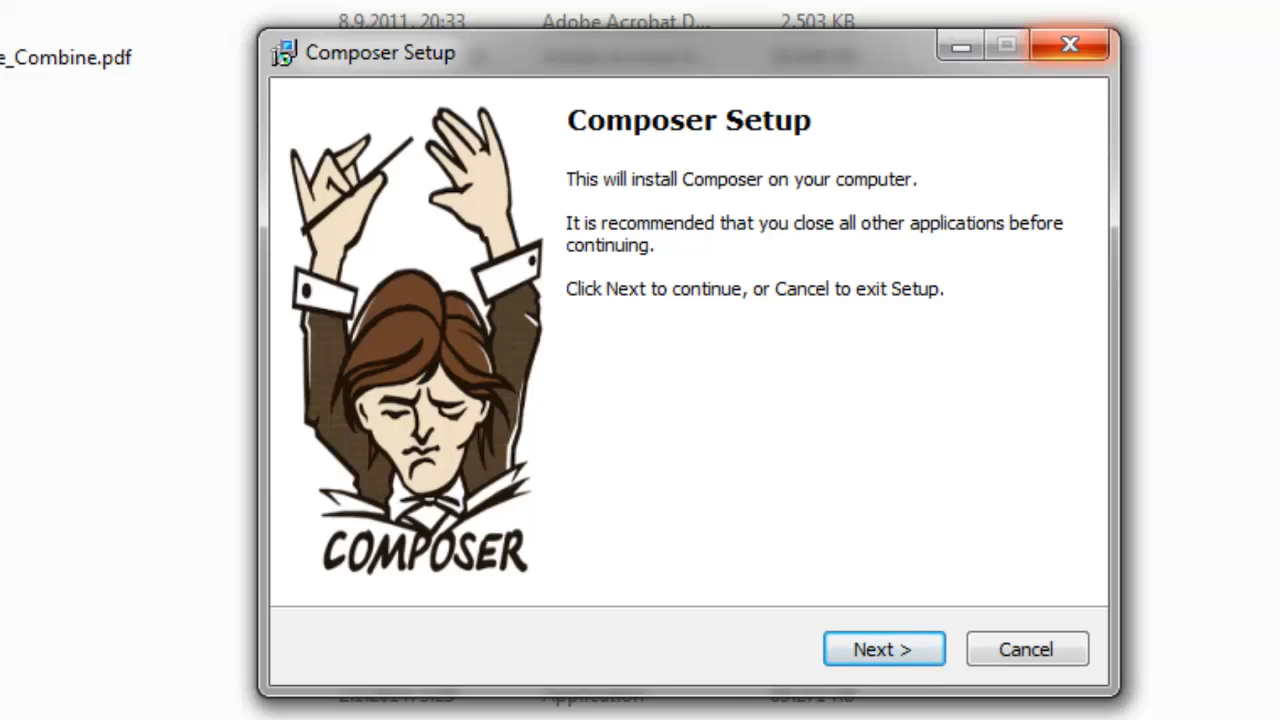 8.9.2011. 20:33 Adobe Acrobat D... 2.503 KB
e_Combine.pdf
Composer Setup
Composer Setup
This will install Composer on your computer.
It is recommended that you close all other applications before
continuing.
Click Next to continue, or Cancel to exit Setup.
COMPOSER
Next >
Cancel
Application